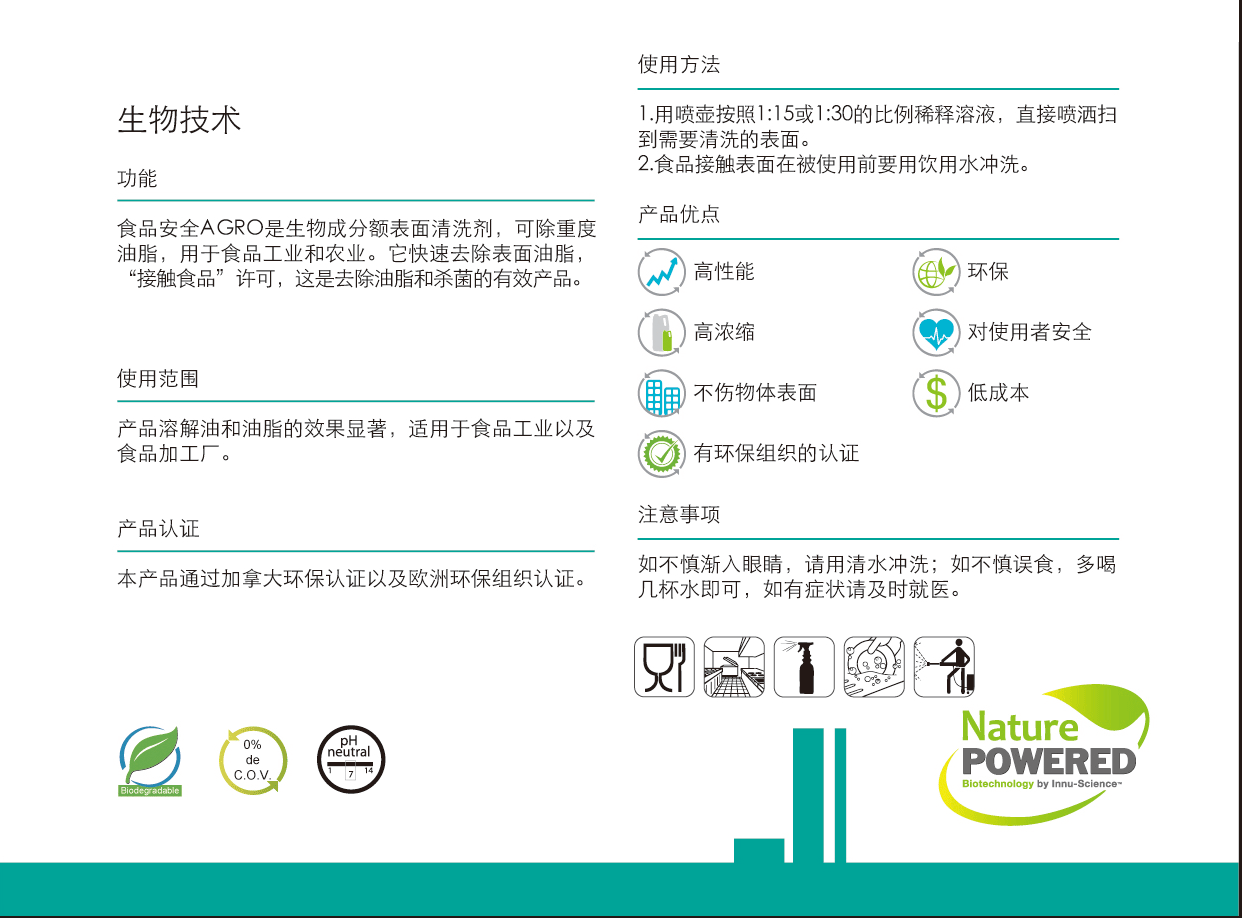 生物技术
功能
食品安全AGRO是生物成分额表面清洗剂，可除重度
油脂，用于食品工业和农业。它快速去除表面油脂，
“接触食品”许可，这是去除油脂和杀菌的有效产品。
使用范围
产品溶解油和油脂的效果显著，适用于食品工业以及
食品加工厂。
产品认证
本产品通过加拿大环保认证以及欧洲环保组织认证。
Biodegradable
0%
de
C.O.V.
pH
neutral
1 7 14
使用方法
1.用喷壶按照1:15或1:30的比例稀释溶液，直接喷洒扫
到需要清洗的表面。
2.食品接触表面在被使用前要用饮用水冲洗。
产品优点
高性能
环保
高浓缩
对使用者安全
不伤物体表面
低成本
有环保组织的认证
注意事项
如不慎渐入眼睛，请用清水冲洗；如不慎误食，多喝
几杯水即可，如有症状请及时就医。
Nature
POWERED
Biotechnology by Innu-Science™